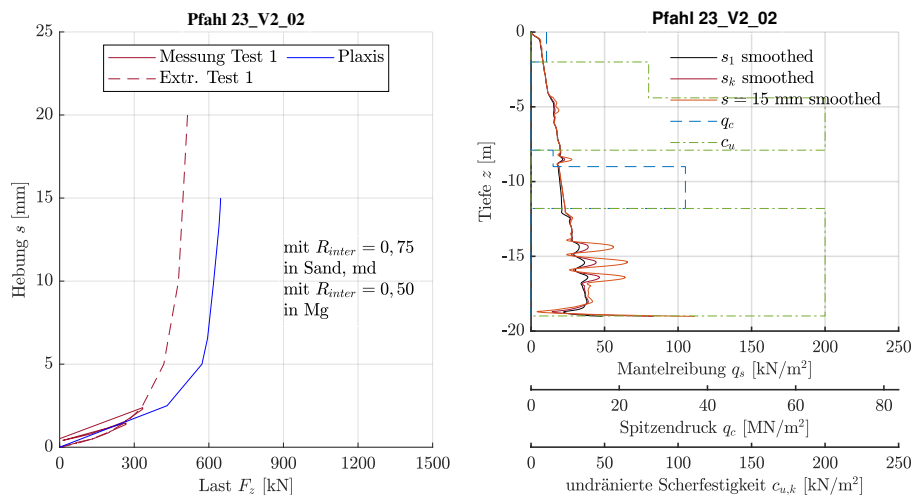 Pfahl 23_V2_02
25
20
15
10
5
0
Hebung s [mm]
Messung Test 1
Extr. Test 1
Plaxis
mit R_inter = 0, 75
in Sand, md
mit R_inter = 0, 50
in Mg
0 300 600 900 1200 1500
Last F_z [kN]
Pfahl 23_V2_02
0
-5
-10
-15
-20
Tiefe z [m]
s_1 smoothed
s_k smoothed
s = 15 mm smoothed
q_c
c_u
0 50 100 150 200 250
Mantelreibung q_s [kN/m²]
0 20 40 60 80
Spitzendruck q_c [MN/m²]
0 50 100 150 200 250
undränierte Scherfestigkeit c_u,k [kN/m²]